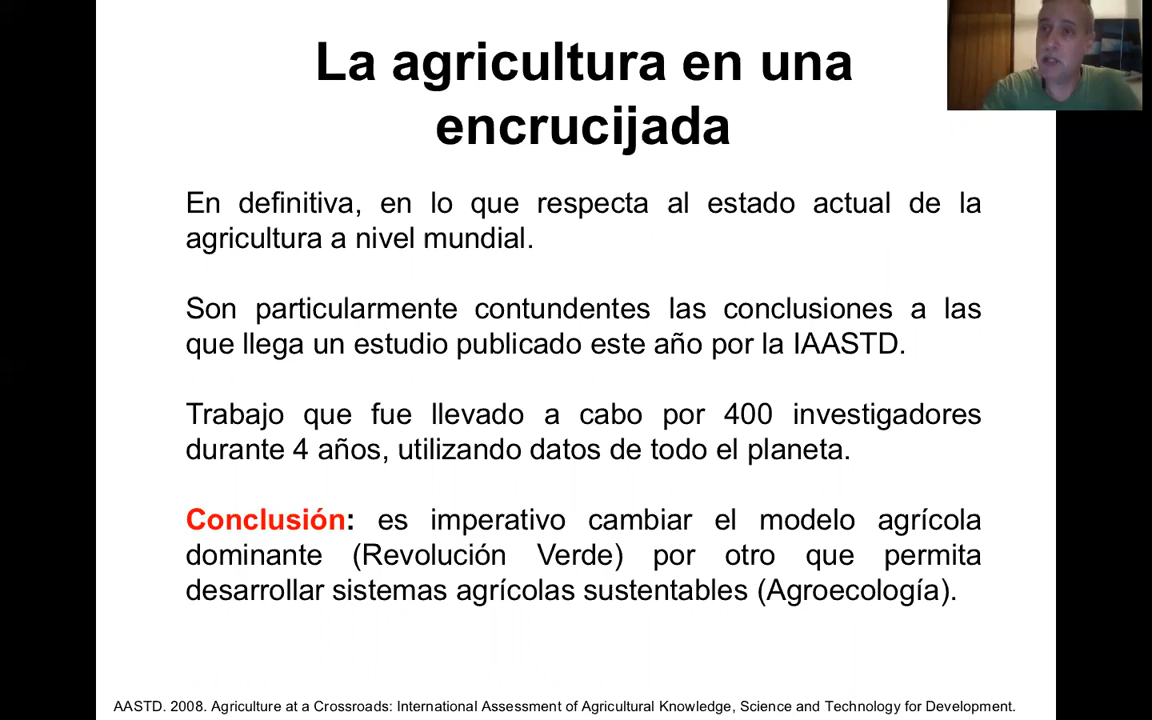 La agricultura en una
encrucijada
En definitiva, en lo que respecta al estado actual de la
agricultura a nivel mundial.
Son particularmente contundentes las conclusiones a las
que llega un estudio publicado este año por la IAASTD.
Trabajo que fue llevado a cabo por 400 investigadores
durante 4 años, utilizando datos de todo el planeta.
Conclusión: es imperativo cambiar el modelo agrícola
dominante (Revolución Verde) por otro que permita
desarrollar sistemas agrícolas sustentables (Agroecología).
AASTD. 2008. Agriculture at a Crossroads: International Assessment of Agricultural Knowledge, Science and Technology for Development.